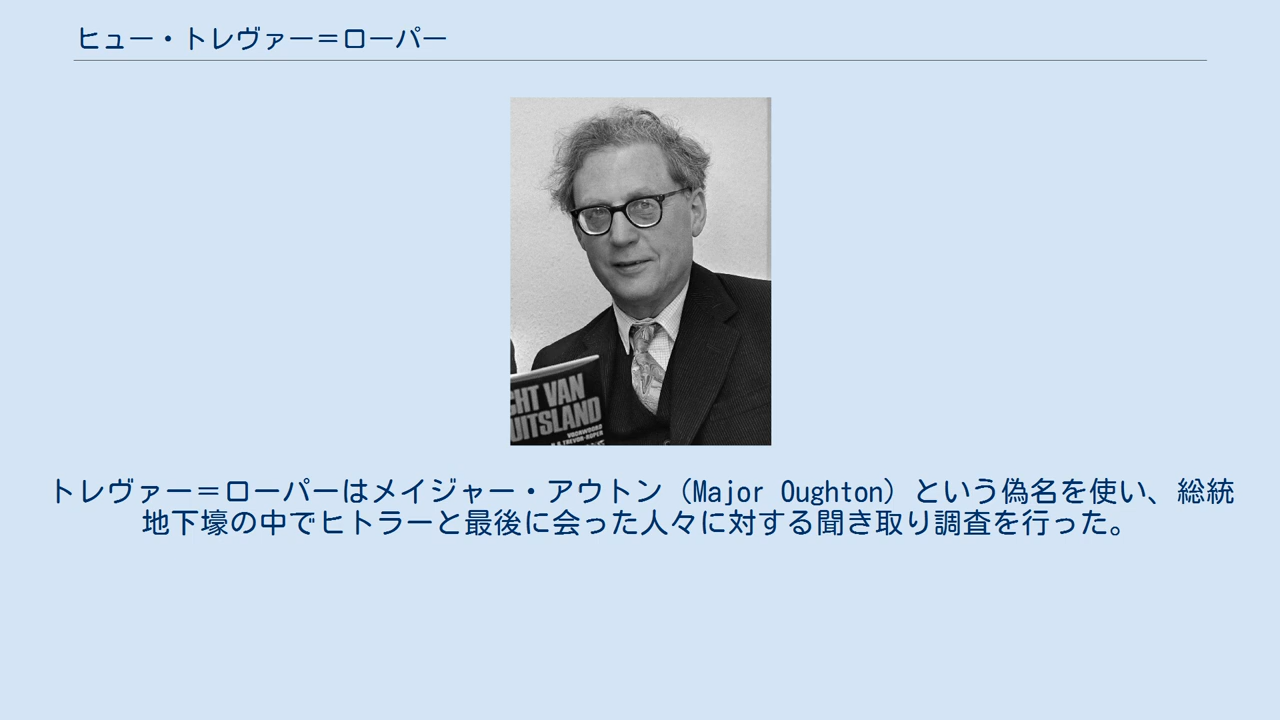 ヒュー・トレヴァー＝ローパー
CHT VAN
UITSLAND
VOORWOORD
TREVOR-ROPER
トレヴァー＝ローパーはメイジャー・アウトン（Major Oughton）という偽名を使い、総統
地下壕の中でヒトラーと最後に会った人々に対する聞き取り調査を行った。